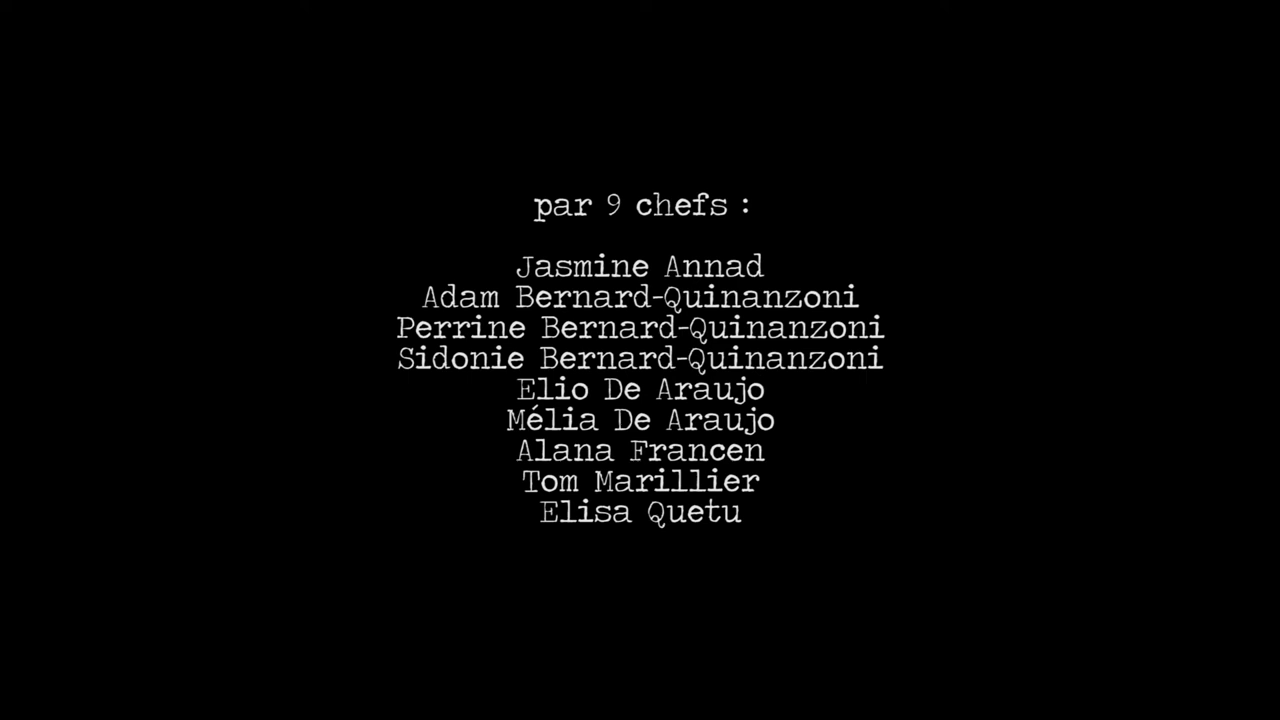 par 9 chefs :
Jasmine Annad
Adam Bernard-Quinanzoni
Perrine Bernard-Quinanzoni
Sidonie Bernard-Quinanzoni
Elio De Araujo
Mélia De Araujo
Alana Francen
Tom Marillier
Elisa Quetu